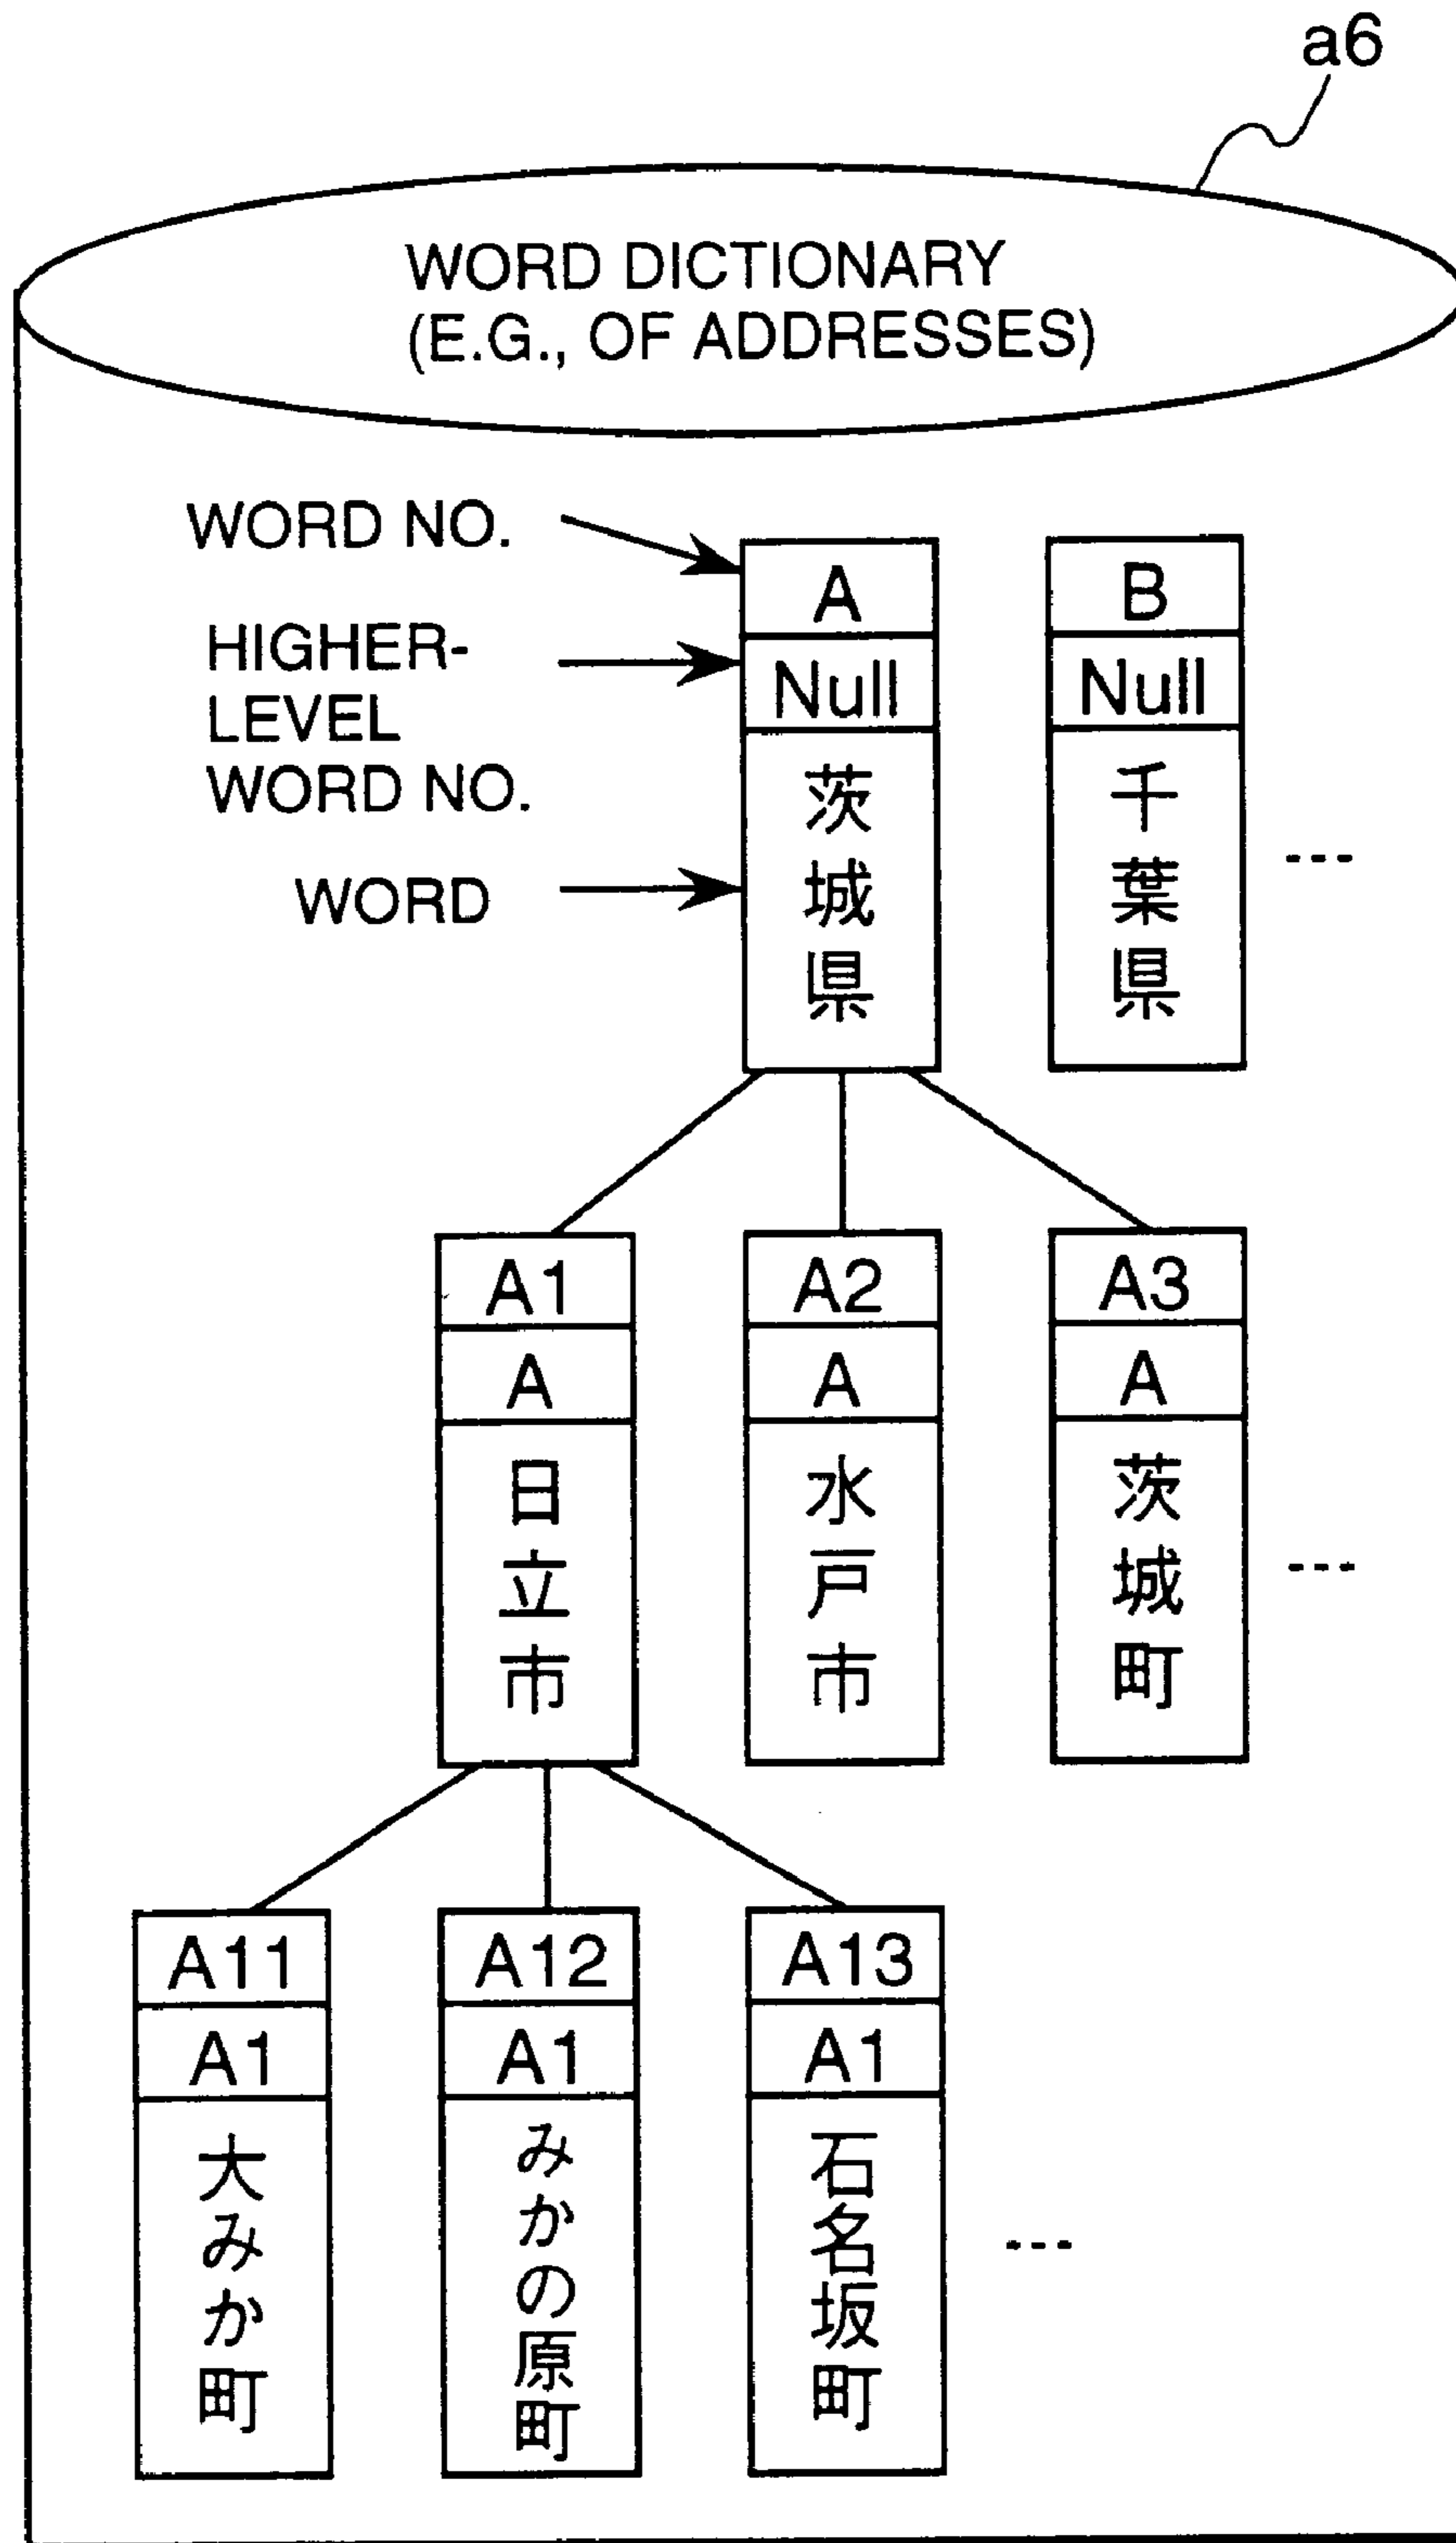 a6
WORD DICTIONARY
(E.G., OF ADDRESSES)
WORD NO.
HIGHER-
LEVEL
WORD NO.
WORD
A
Null
茨城県
B
Null
千葉県
---
A1
A
日立市
A2
A
水戸市
A3
A
茨城町
---
A11
A1
大みか町
A12
A1
みかの原町
A13
A1
石名坂町
---